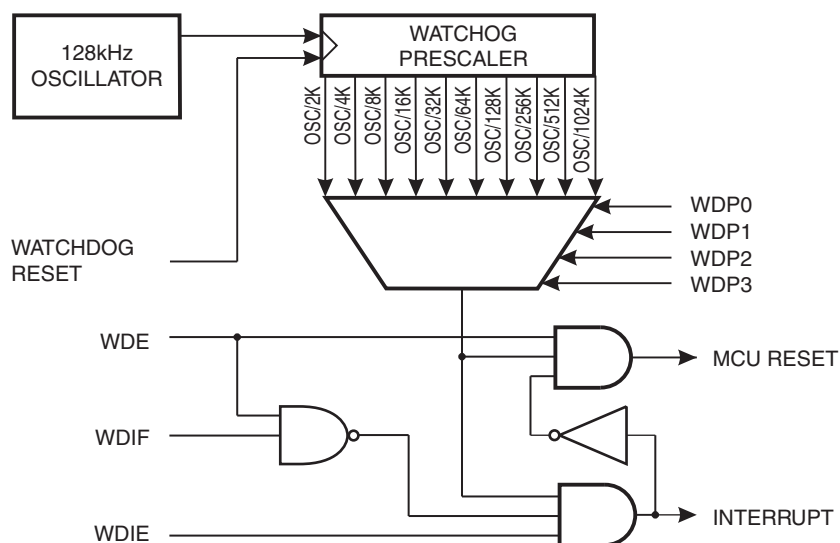 128kHz
OSCILLATOR
WATCHOG
PRESCALER
OSC/2K
OSC/4K
OSC/8K
OSC/16K
OSC/32K
OSC/64K
OSC/128K
OSC/256K
OSC/512K
OSC/1024K
WDP0
WDP1
WDP2
WDP3
WATCHDOG
RESET
WDE
MCU RESET
WDIF
WDIE
INTERRUPT